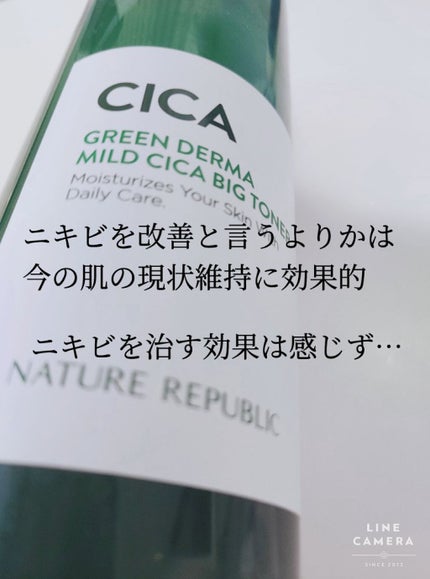 CICA
GREEN DERMA
MILD CICA BIG TONER
Moisturizes Your Skin With
Daily Care.
ニキビを改善と言うよりかは
今の肌の現状維持に効果的
ニキビを治す効果は感じず…
NATURE REPUBLIC
LINE
CAMERA
SINCE 2012